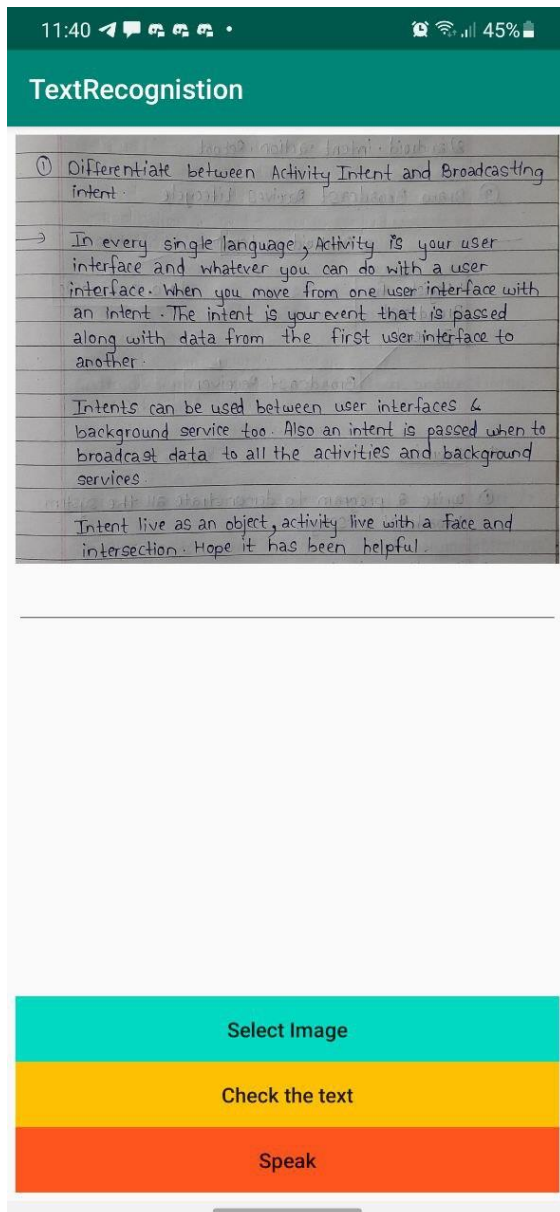 11:40
45%
TextRecognistion
① Differentiate between Activity Intent and Broadcasting
intent.
→ In every single language, Activity is your user
interface and whatever you can do with a user
interface. When you move from one user interface with
an intent. The intent is your event that is passed
along with data from the first user interface to
another.
Intents can be used between user interfaces &
background service too. Also an intent is passed when to
broadcast data to all the activities and background
services.
Intent live as an object, activity live with a face and
intersection. Hope it has been helpful.
Select Image
Check the text
Speak